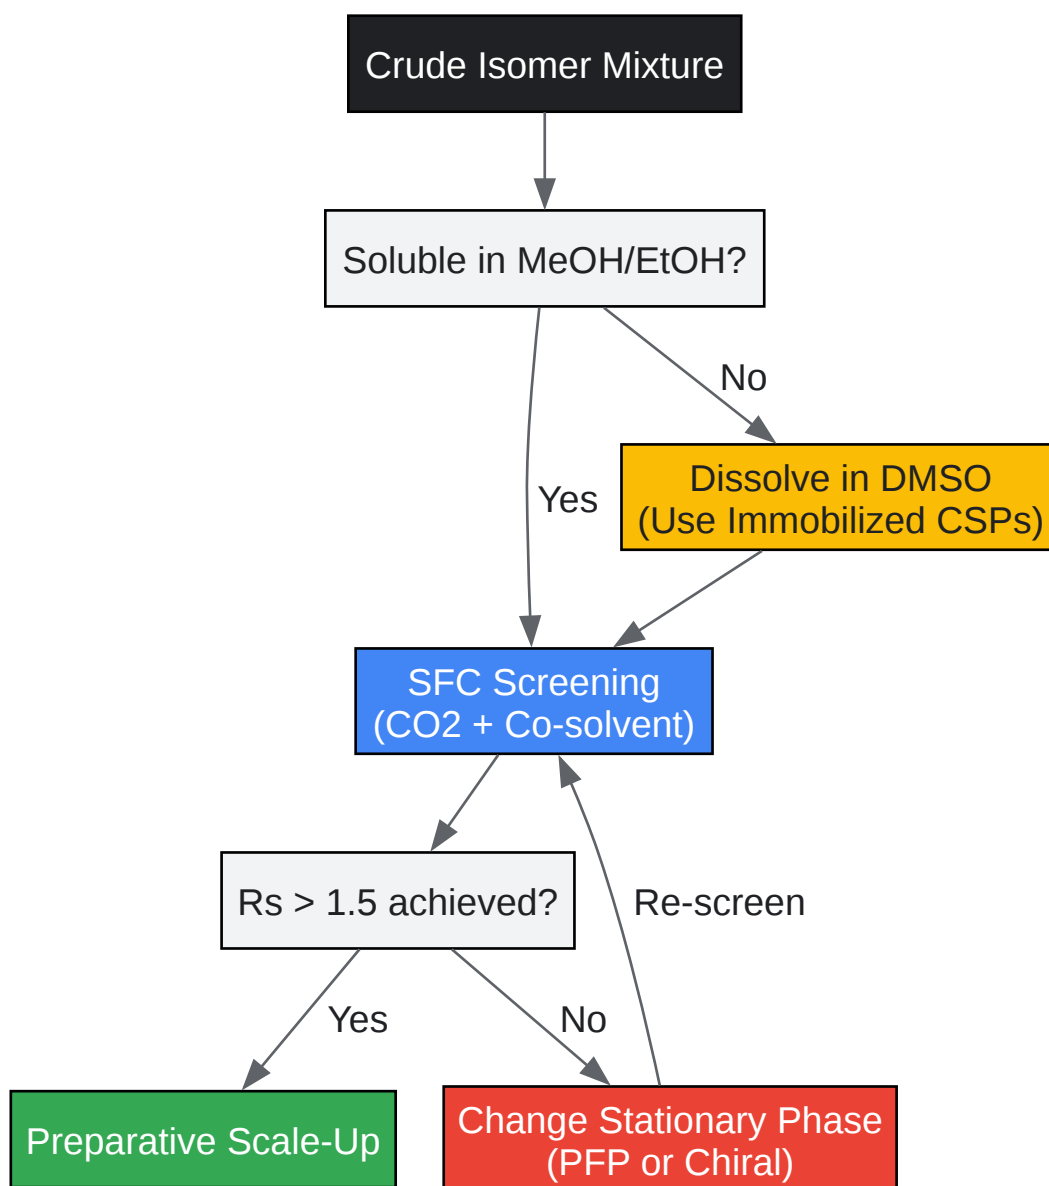 Crude Isomer Mixture
Soluble in MeOH/EtOH?
No
Dissolve in DMSO
(Use Immobilized CSPs)
Yes
SFC Screening
(CO2 + Co-solvent)
Rs > 1.5 achieved?
Re-screen
Yes
No
Preparative Scale-Up
Change Stationary Phase
(PFP or Chiral)